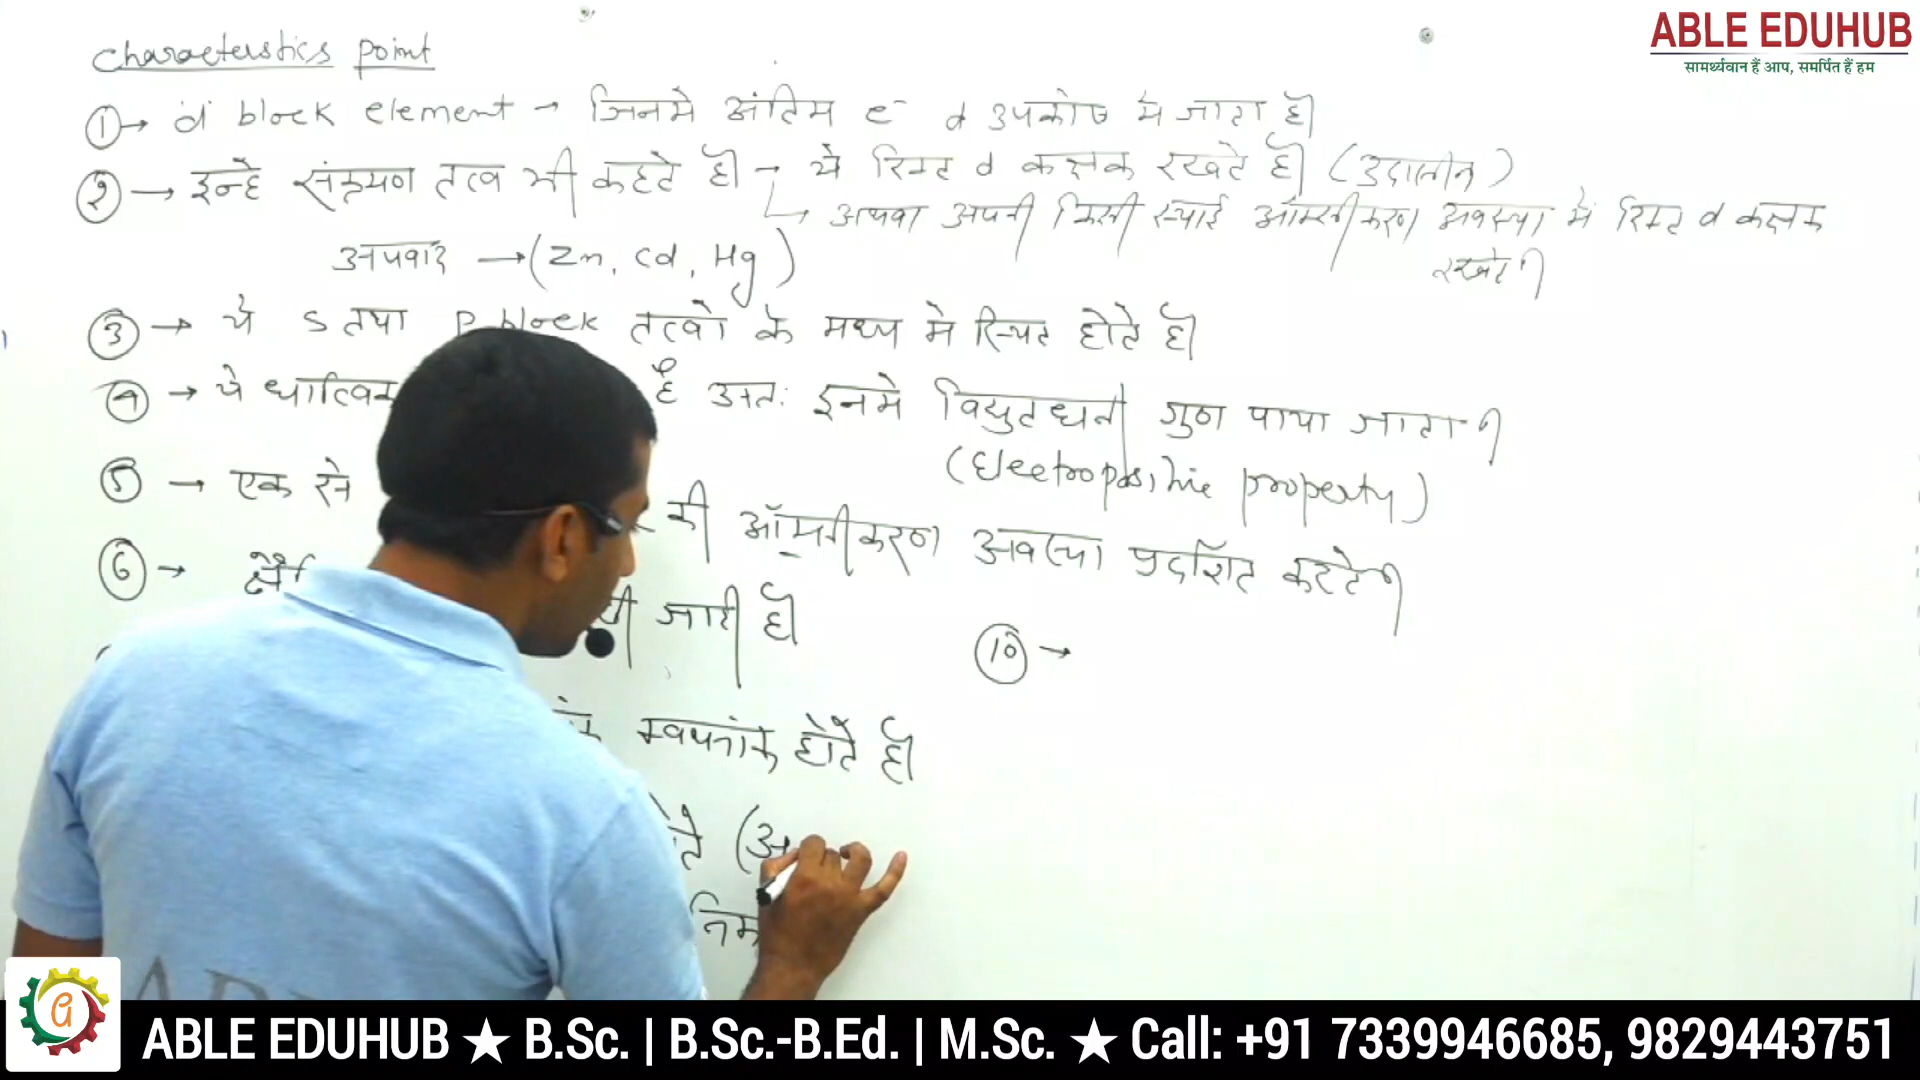 characterstics point
ABLE EDUHUB
सामर्थ्यवान हैं आप, समर्पित हैं हम
① → d block element → जिनमे अंतिम e⁻ d उपकोष मे जाता है
② → इन्हे संक्रमण तत्व भी कहते है → ये रिक्त d कक्षक रखते है (उदासीन)
↳ अथवा अपनी किसी स्थाई ऑक्सीकरण अवस्था में रिक्त d कक्षक रखते
अपवाद → (Zn, Cd, Hg)
③ → ये s तथा p block तत्वो के मध्य मे स्थित होते है
④ → ये धात्विक है अतः इनमे विद्युतधनी गुण पाया जाता
(Electropositive property)
⑤ → एक की ऑक्सीकरण अवस्था प्रदर्शित करते
⑥ → जाती है
⑩ →
क्वथनांक होते है
(अ
निम
ABLE EDUHUB ★ B.Sc. | B.Sc.-B.Ed. | M.Sc. ★ Call: +91 7339946685, 9829443751